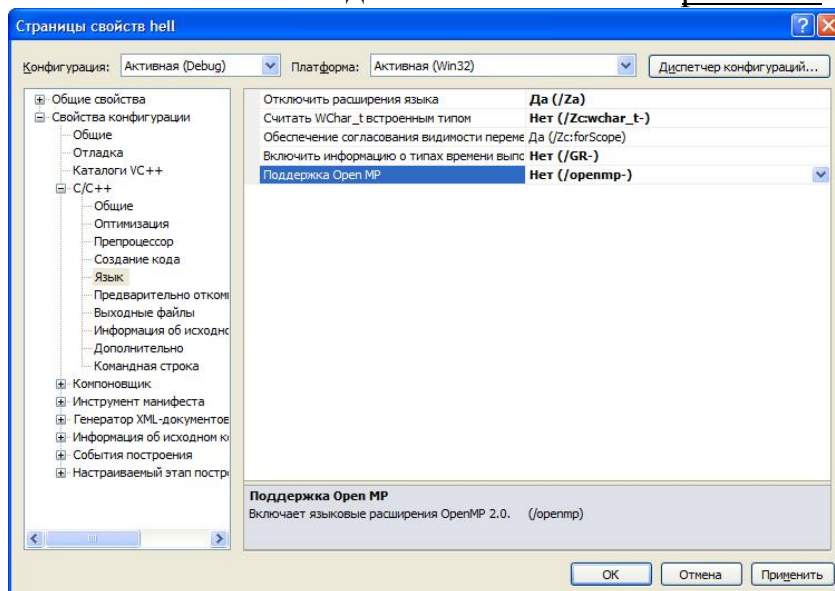 Страницы свойств hell
Конфигурация: Активная (Debug) Платформа: Активная (Win32) Диспетчер конфигураций...
Общие свойства
Свойства конфигурации
Общие
Отладка
Каталоги VC++
C/C++
Общие
Оптимизация
Препроцессор
Создание кода
Язык
Предварительно отком
Выходные файлы
Информация об исходнс
Дополнительно
Командная строка
Компоновщик
Инструмент манифеста
Генератор XML-документов
Информация об исходном к
События построения
Настраиваемый этап постр
Отключить расширения языка Да (/Za)
Считать WChar_t встроенным типом Нет (/Zc:wchar_t-)
Обеспечение согласования видимости переме Да (/Zc:forScope)
Включить информацию о типах времени выпо Нет (/GR-)
Поддержка Open MP Нет (/openmp-)
Поддержка Open MP
Включает языковые расширения OpenMP 2.0. (/openmp)
ОК Отмена Применить